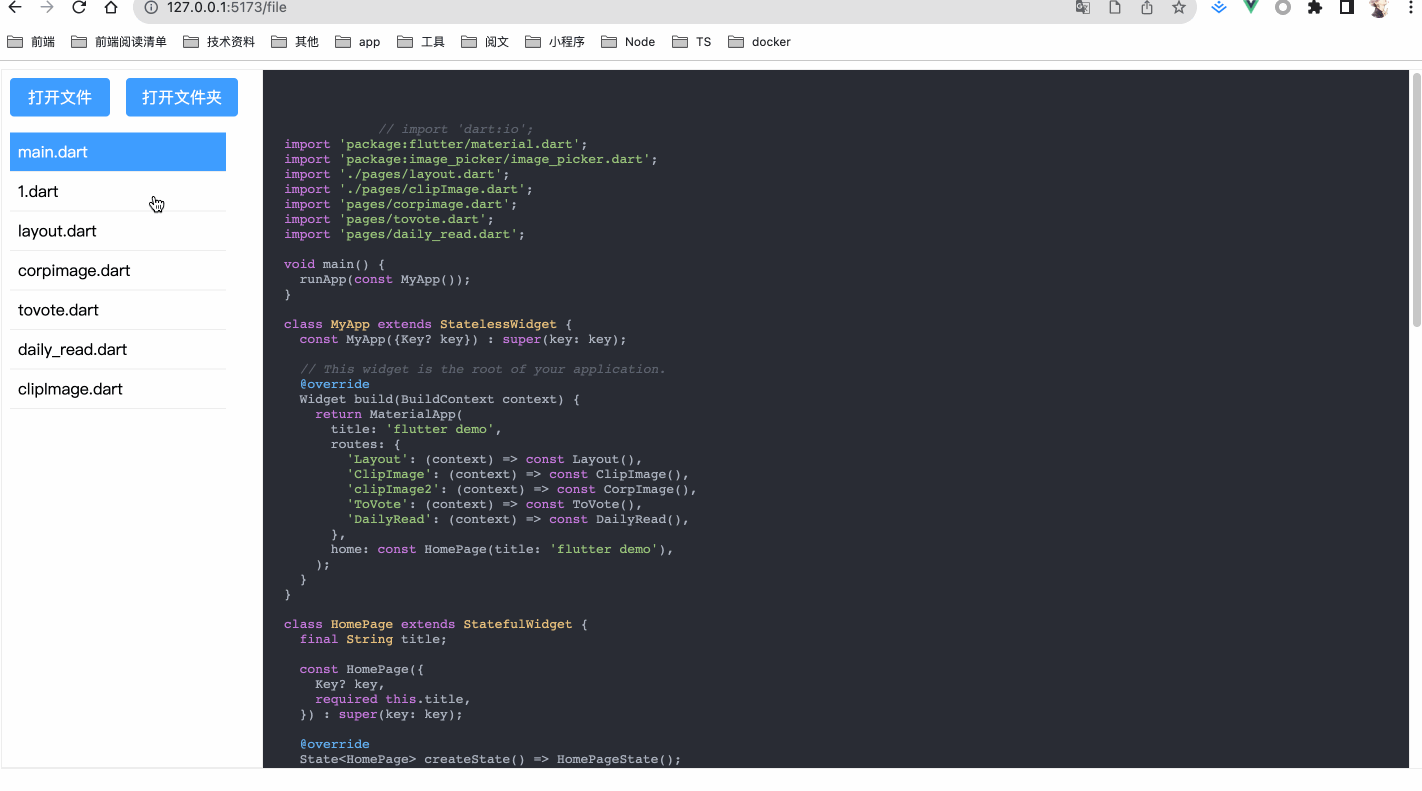 127.0.0.1:5173/file
前端 前端阅读清单 技术资料 其他 app 工具 阅文 小程序 Node TS docker
打开文件 打开文件夹
main.dart
1.dart
layout.dart
corpimage.dart
tovote.dart
daily_read.dart
clipImage.dart
// import 'dart:io';
import 'package:flutter/material.dart';
import 'package:image_picker/image_picker.dart';
import './pages/layout.dart';
import './pages/clipImage.dart';
import 'pages/corpimage.dart';
import 'pages/tovote.dart';
import 'pages/daily_read.dart';
void main() {
  runApp(const MyApp());
}
class MyApp extends StatelessWidget {
  const MyApp({Key? key}) : super(key: key);
  // This widget is the root of your application.
  @override
  Widget build(BuildContext context) {
    return MaterialApp(
      title: 'flutter demo',
      routes: {
        'Layout': (context) => const Layout(),
        'ClipImage': (context) => const ClipImage(),
        'clipImage2': (context) => const CorpImage(),
        'ToVote': (context) => const ToVote(),
        'DailyRead': (context) => const DailyRead(),
      },
      home: const HomePage(title: 'flutter demo'),
    );
  }
}
class HomePage extends StatefulWidget {
  final String title;
  const HomePage({
    Key? key,
    required this.title,
  }) : super(key: key);
  @override
  State<HomePage> createState() => HomePageState();